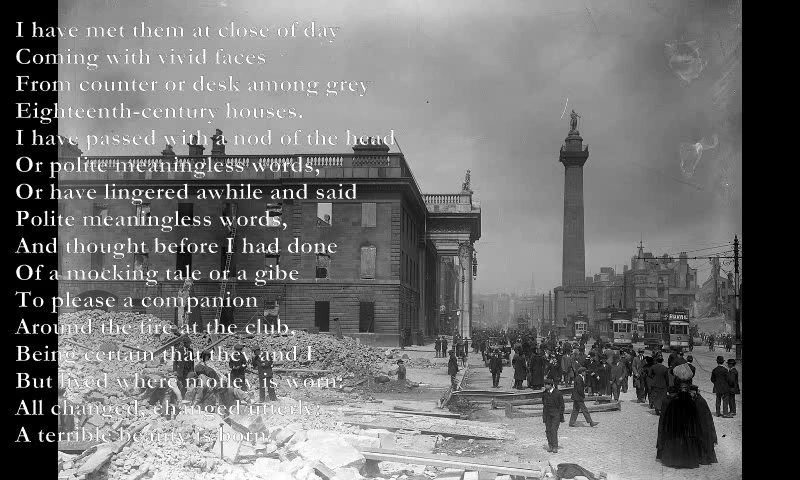 I have met them at close of day
Coming with vivid faces
From counter or desk among grey
Eighteenth-century houses.
I have passed with a nod of the head
Or polite meaningless words,
Or have lingered awhile and said
Polite meaningless words,
And thought before I had done
Of a mocking tale or a gibe
To please a companion
Around the fire at the club,
Being certain that they and I
But lived where motley is worn:
All changed, changed utterly:
A terrible beauty is born.